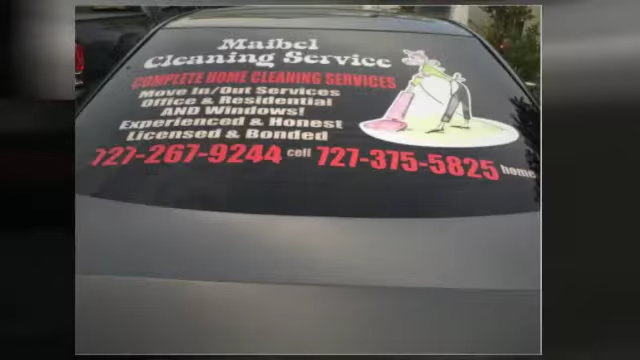 Maibel
Cleaning Service
COMPLETE HOME CLEANING SERVICES
Move In/Out Services
Office & Residential
AND Windows!
Experienced & Honest
Licensed & Bonded
727-267-9244 cell 727-375-5825 home